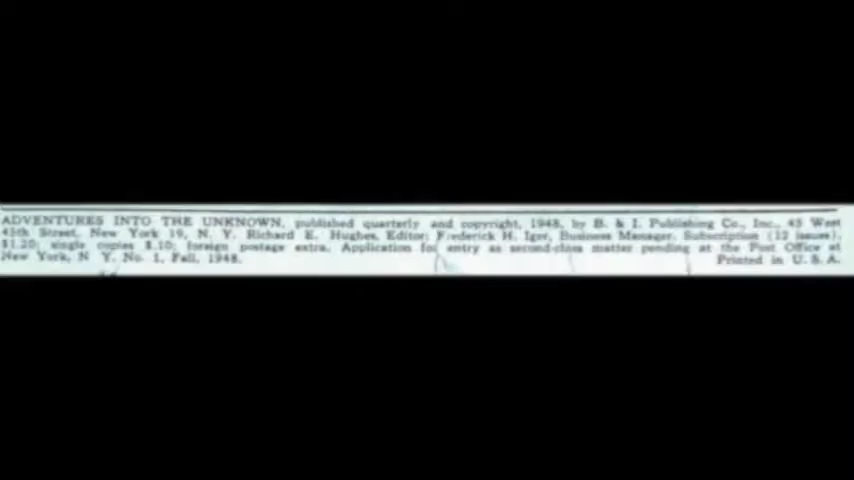 ADVENTURES INTO THE UNKNOWN, published quarterly and copyright, 1948, by B. & I. Publishing Co., Inc., 45 West
45th Street, New York 19, N. Y. Richard E. Hughes, Editor; Frederick H. Iger, Business Manager. Subscription (12 issues),
$1.20; single copies $.10; foreign postage extra. Application for entry as second-class matter pending at the Post Office at
New York, N. Y. No. 1, Fall, 1948. Printed in U. S. A.